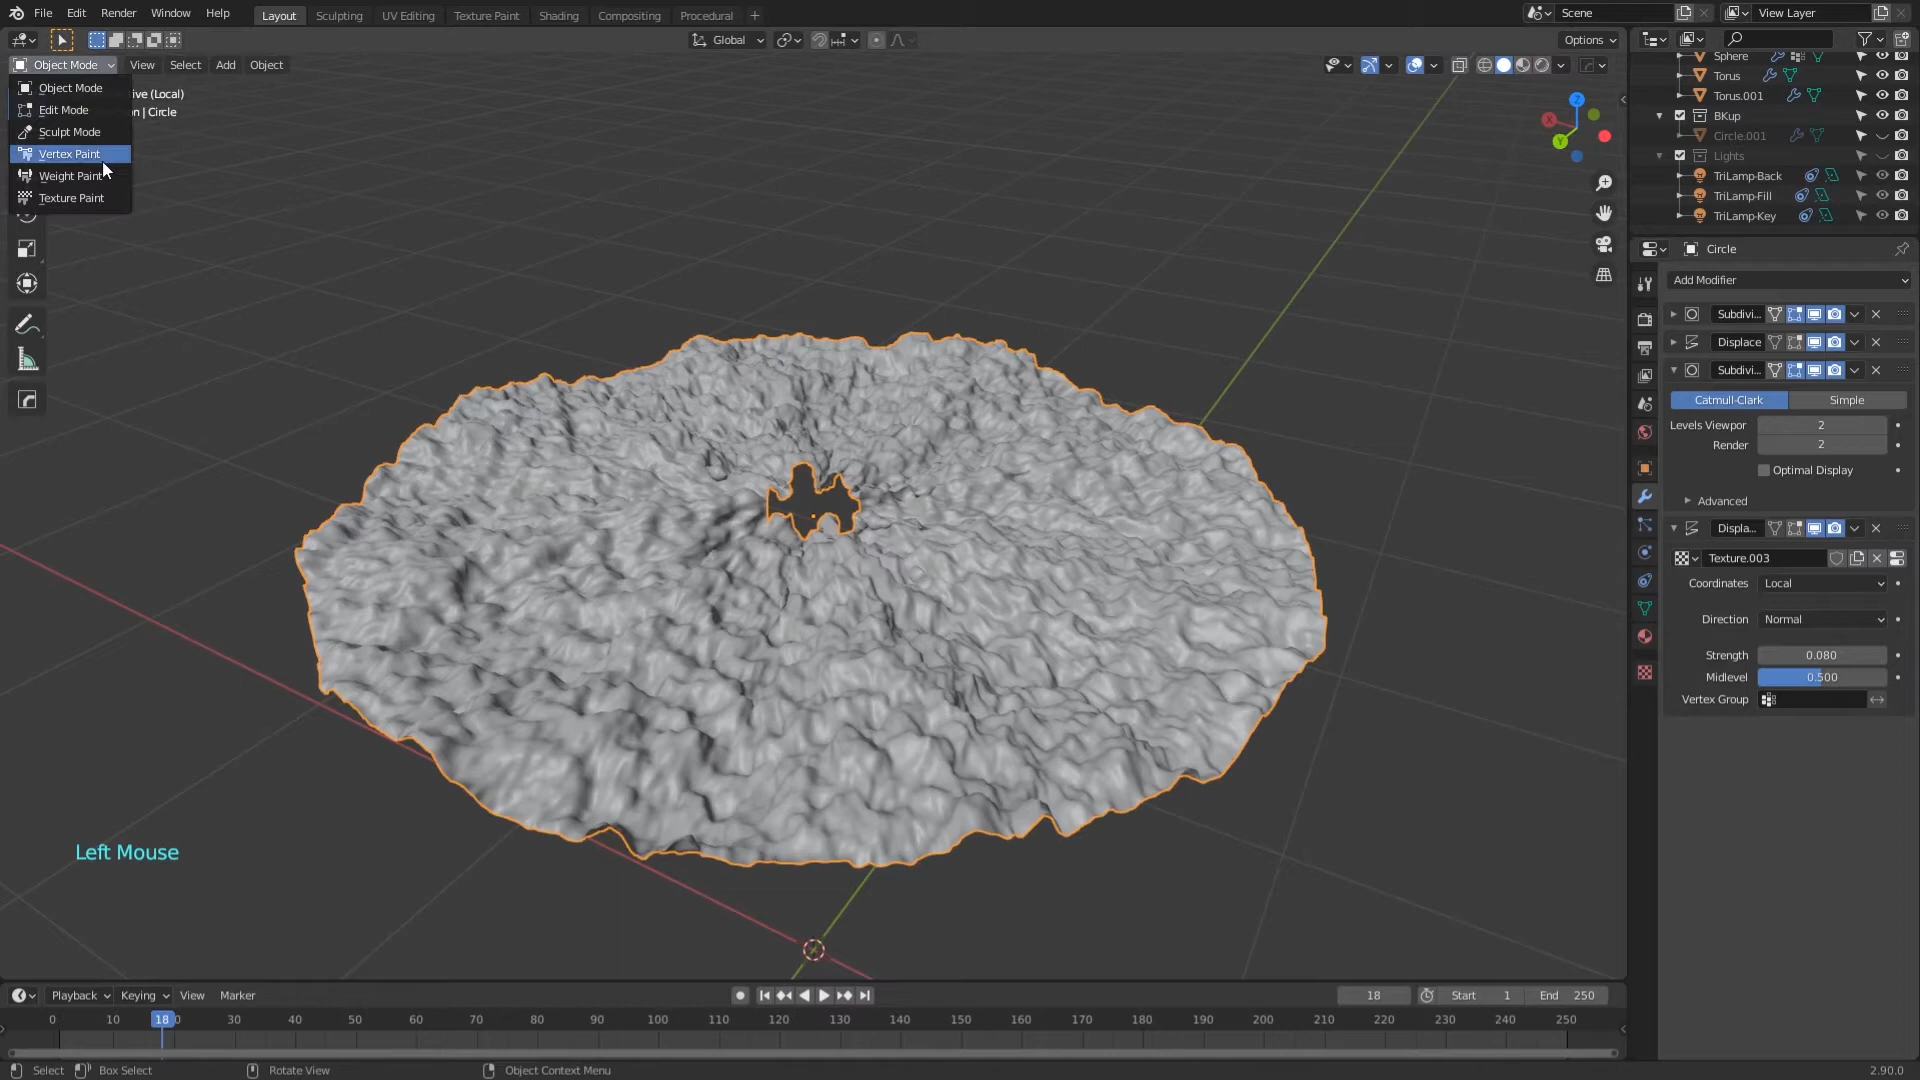 File Edit Render Window Help Layout Sculpting UV Editing Texture Paint Shading Compositing Procedural + Scene View Layer
Global Options
Object Mode View Select Add Object
Object Mode ive (Local)
Edit Mode n | Circle
Sculpt Mode
Vertex Paint
Weight Paint
Texture Paint
X
Y
Z
Sphere
Torus
Torus.001
BKup
Circle.001
Lights
TriLamp-Back
TriLamp-Fill
TriLamp-Key
Circle
Add Modifier
Subdivi...
Displace
Subdivi...
Catmull-Clark Simple
Levels Viewpor 2
Render 2
Optimal Display
Advanced
Displa...
Texture.003
Coordinates Local
Direction Normal
Strength 0.080
Midlevel 0.500
Vertex Group
Left Mouse
Playback Keying View Marker 18 Start 1 End 250
0 10 18 0 30 40 50 60 70 80 90 100 110 120 130 140 150 160 170 180 190 200 210 220 230 240 250
Select Box Select Rotate View Object Context Menu 2.90.0